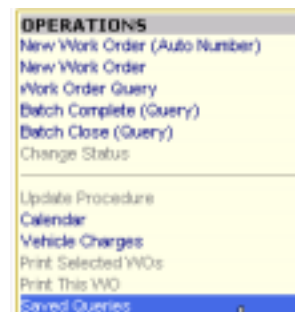 OPERATIONS
New Work Order (Auto Number)
New Work Order
Work Order Query
Batch Complete (Query)
Batch Close (Query)
Change Status
Update Procedure
Calendar
Vehicle Charges
Print Selected WOs
Print This WO
Saved Queries